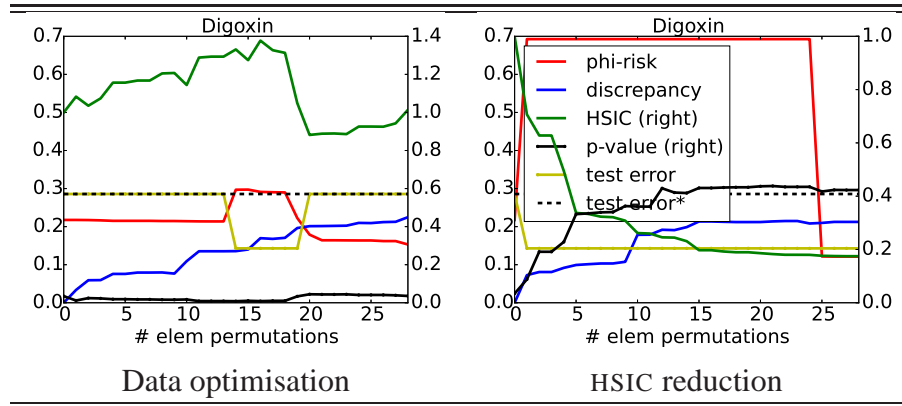 Digoxin
0.7
0.6
0.5
0.4
0.3
0.2
0.1
0.0
1.4
1.2
1.0
0.8
0.6
0.4
0.2
0.0
0 5 10 15 20 25
# elem permutations
Data optimisation
Digoxin
0.7
0.6
0.5
0.4
0.3
0.2
0.1
0.0
phi-risk
discrepancy
HSIC (right)
p-value (right)
test error
test error*
1.0
0.8
0.6
0.4
0.2
0.0
0 5 10 15 20 25
# elem permutations
HSIC reduction